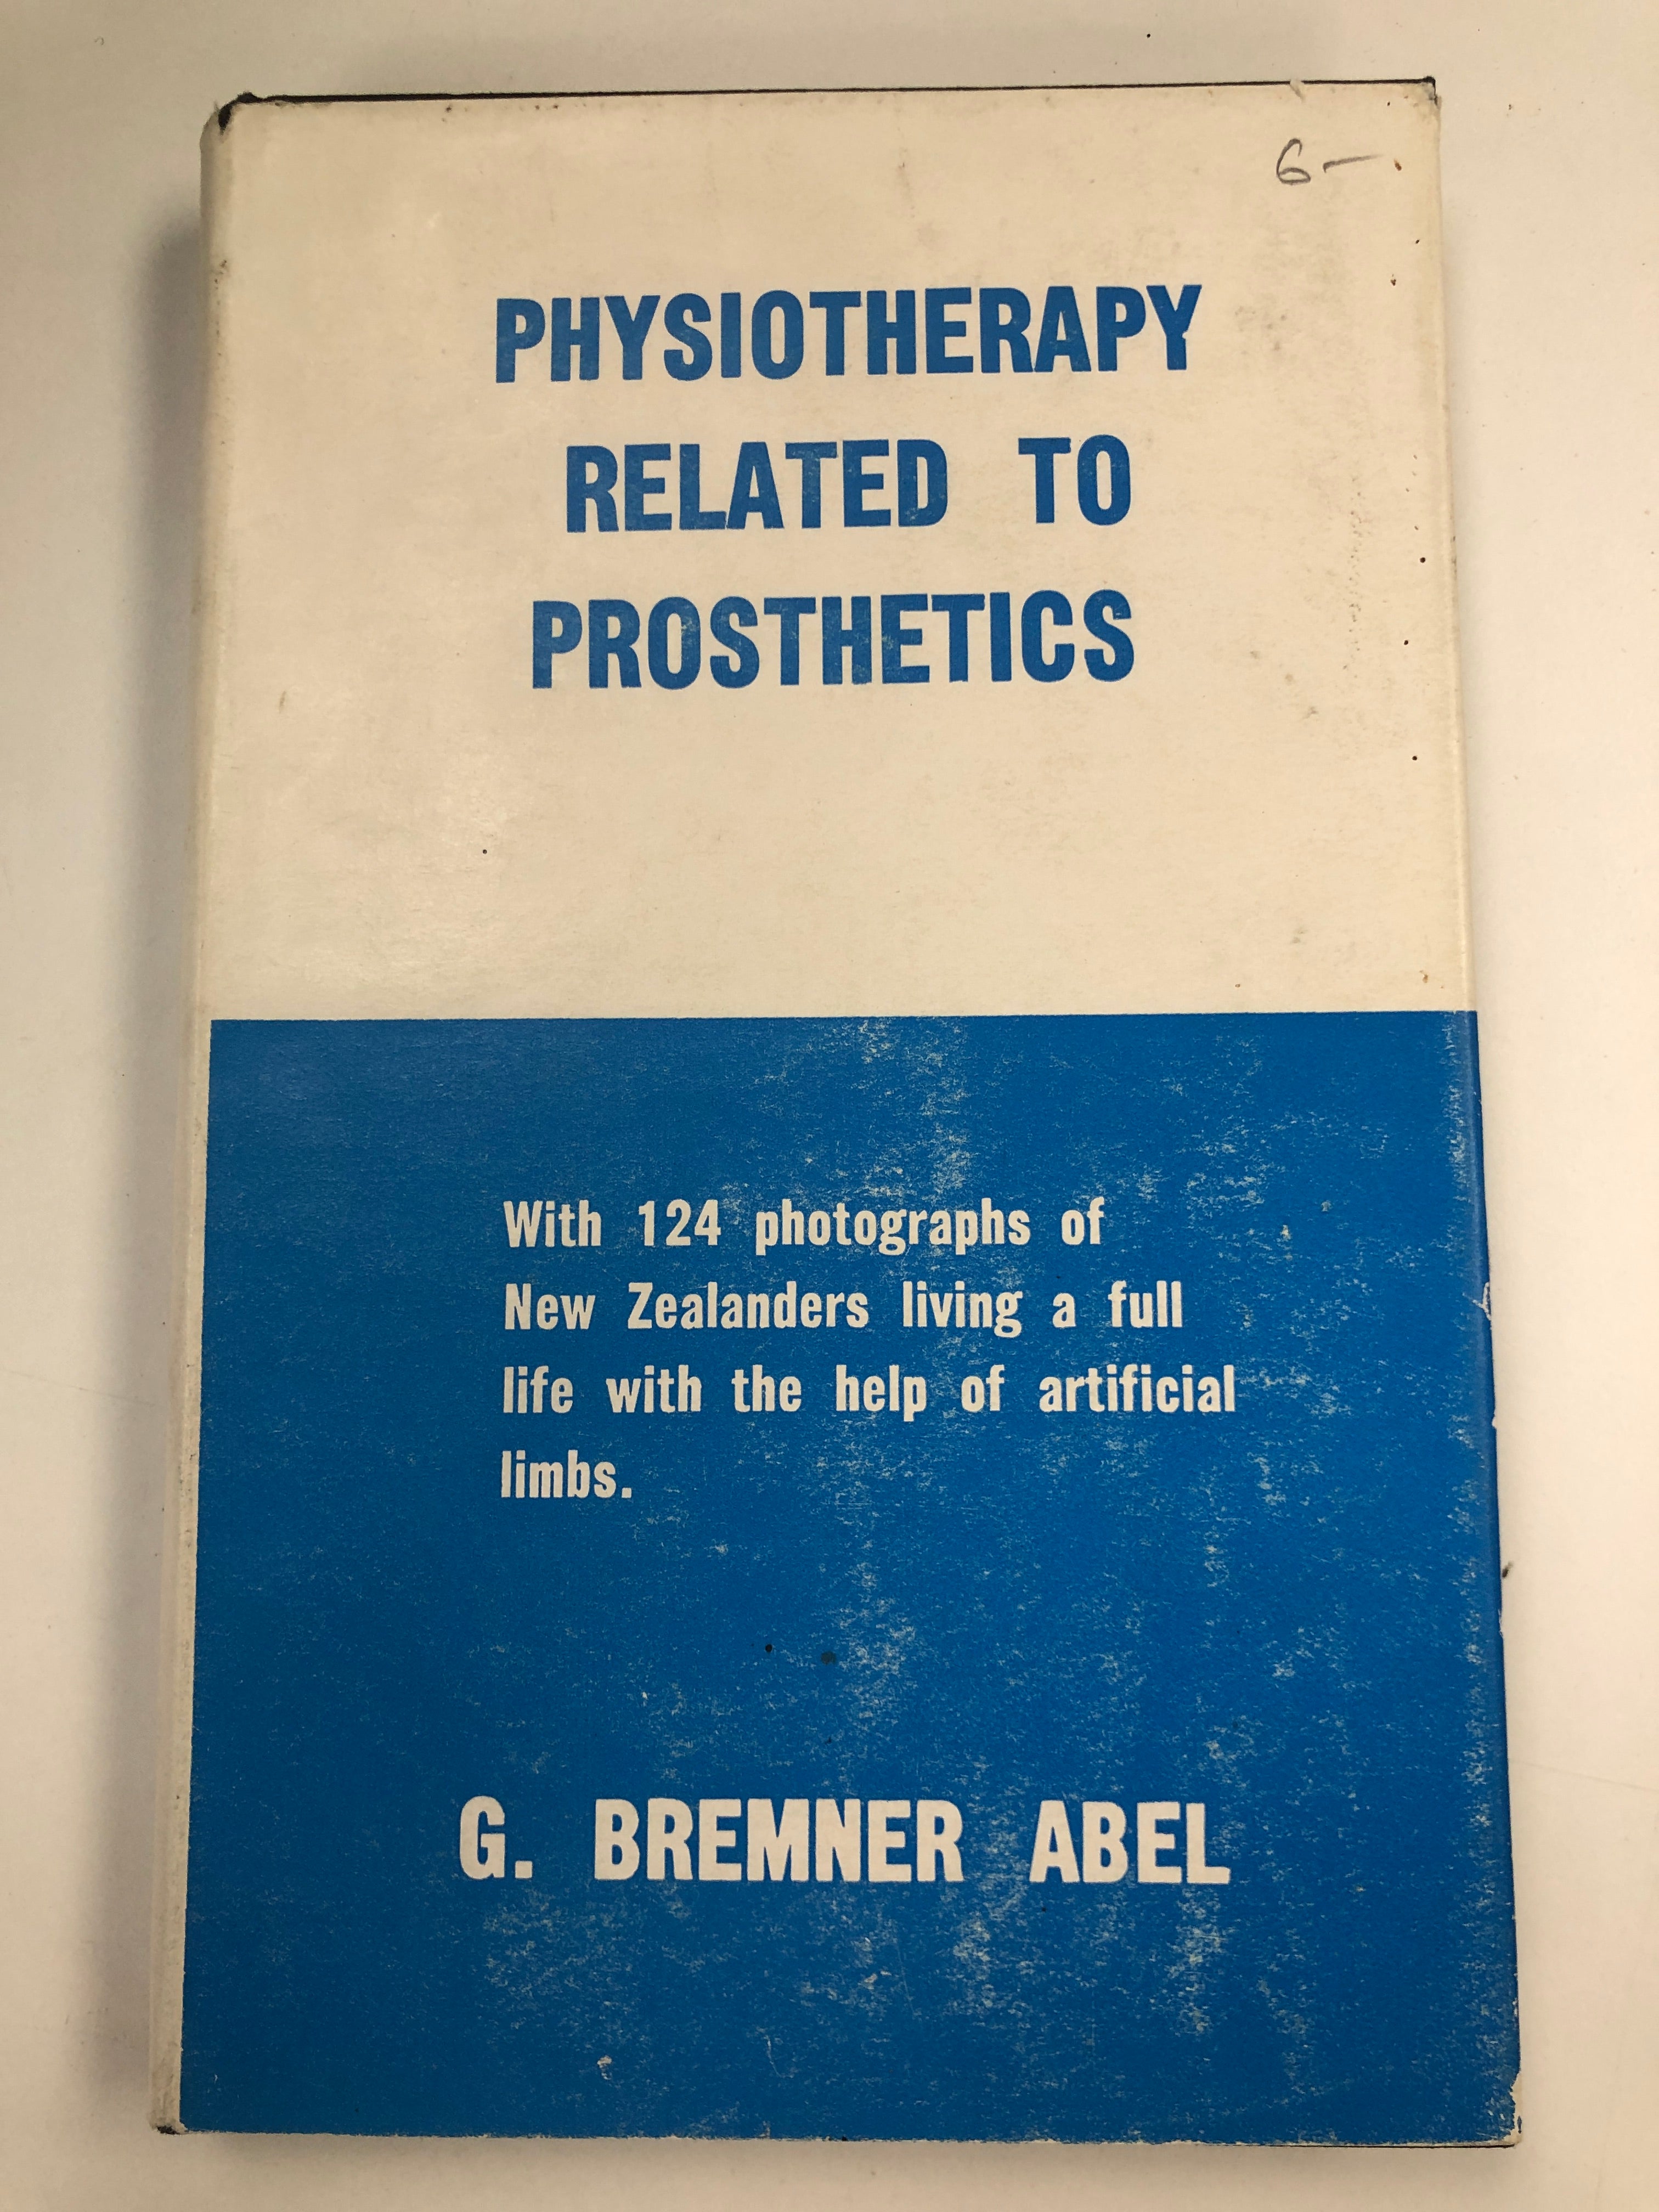 6-
PHYSIOTHERAPY
RELATED TO
PROSTHETICS
With 124 photographs of
New Zealanders living a full
life with the help of artificial
limbs.
G. BREMNER ABEL